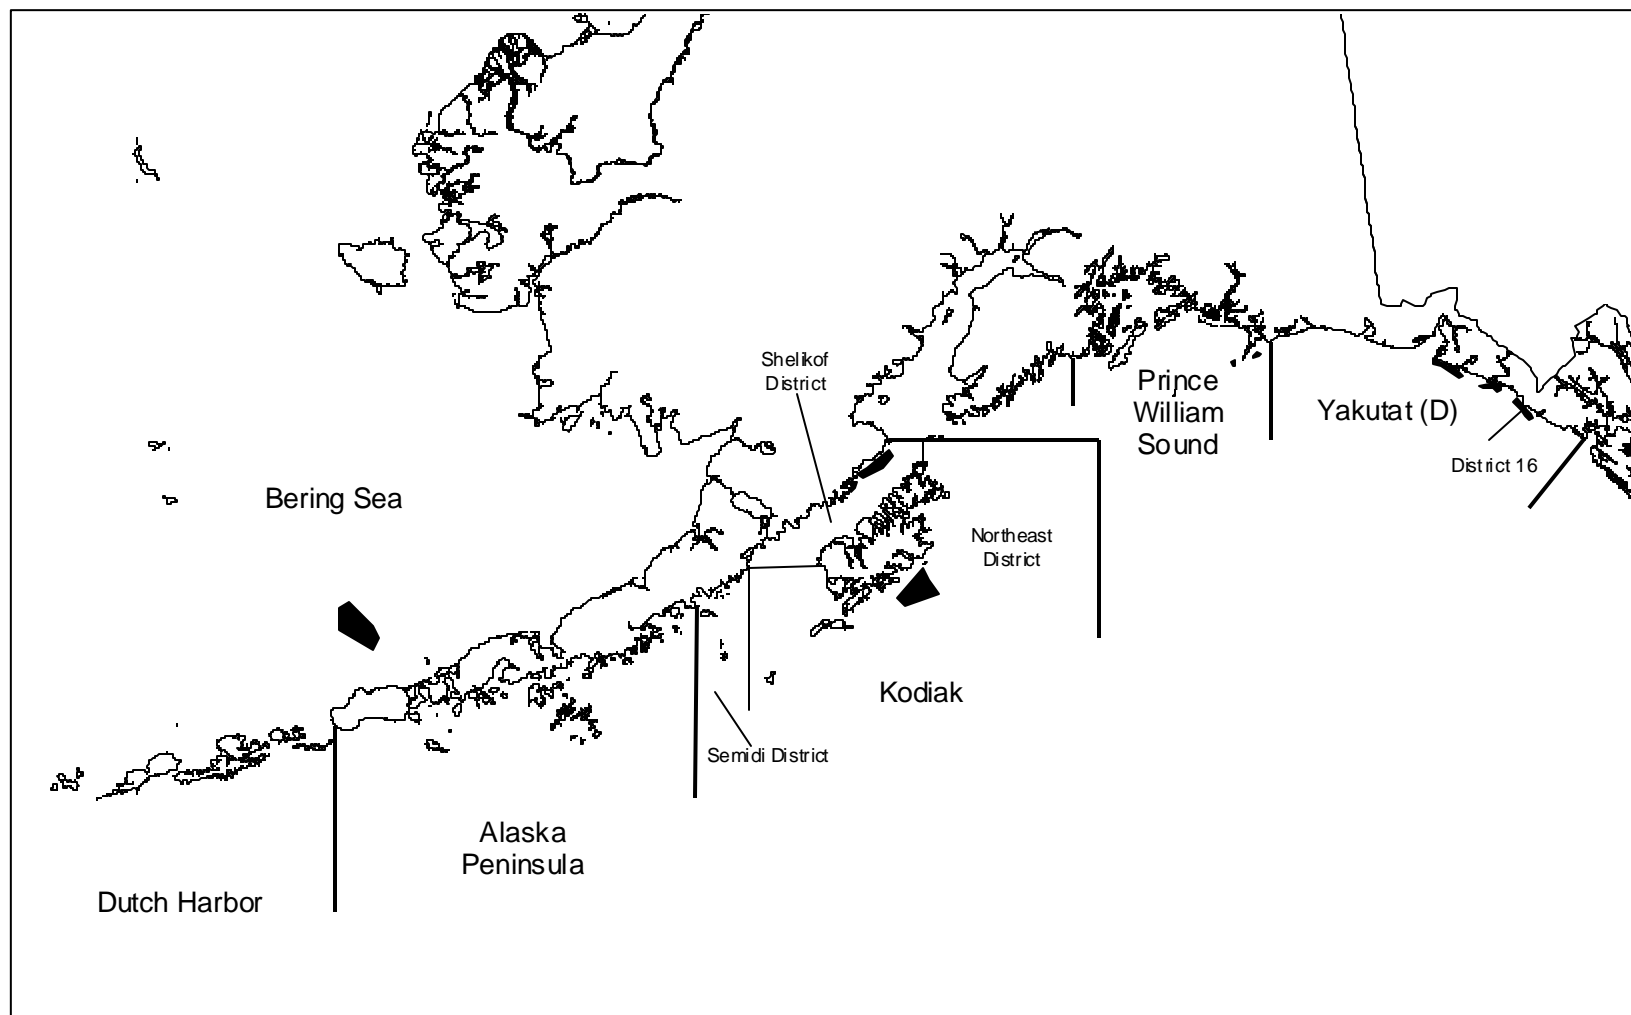 Shelikof
District
Prince
William
Sound
Yakutat (D)
District 16
Bering Sea
Northeast
District
Kodiak
Semidi District
Alaska
Peninsula
Dutch Harbor